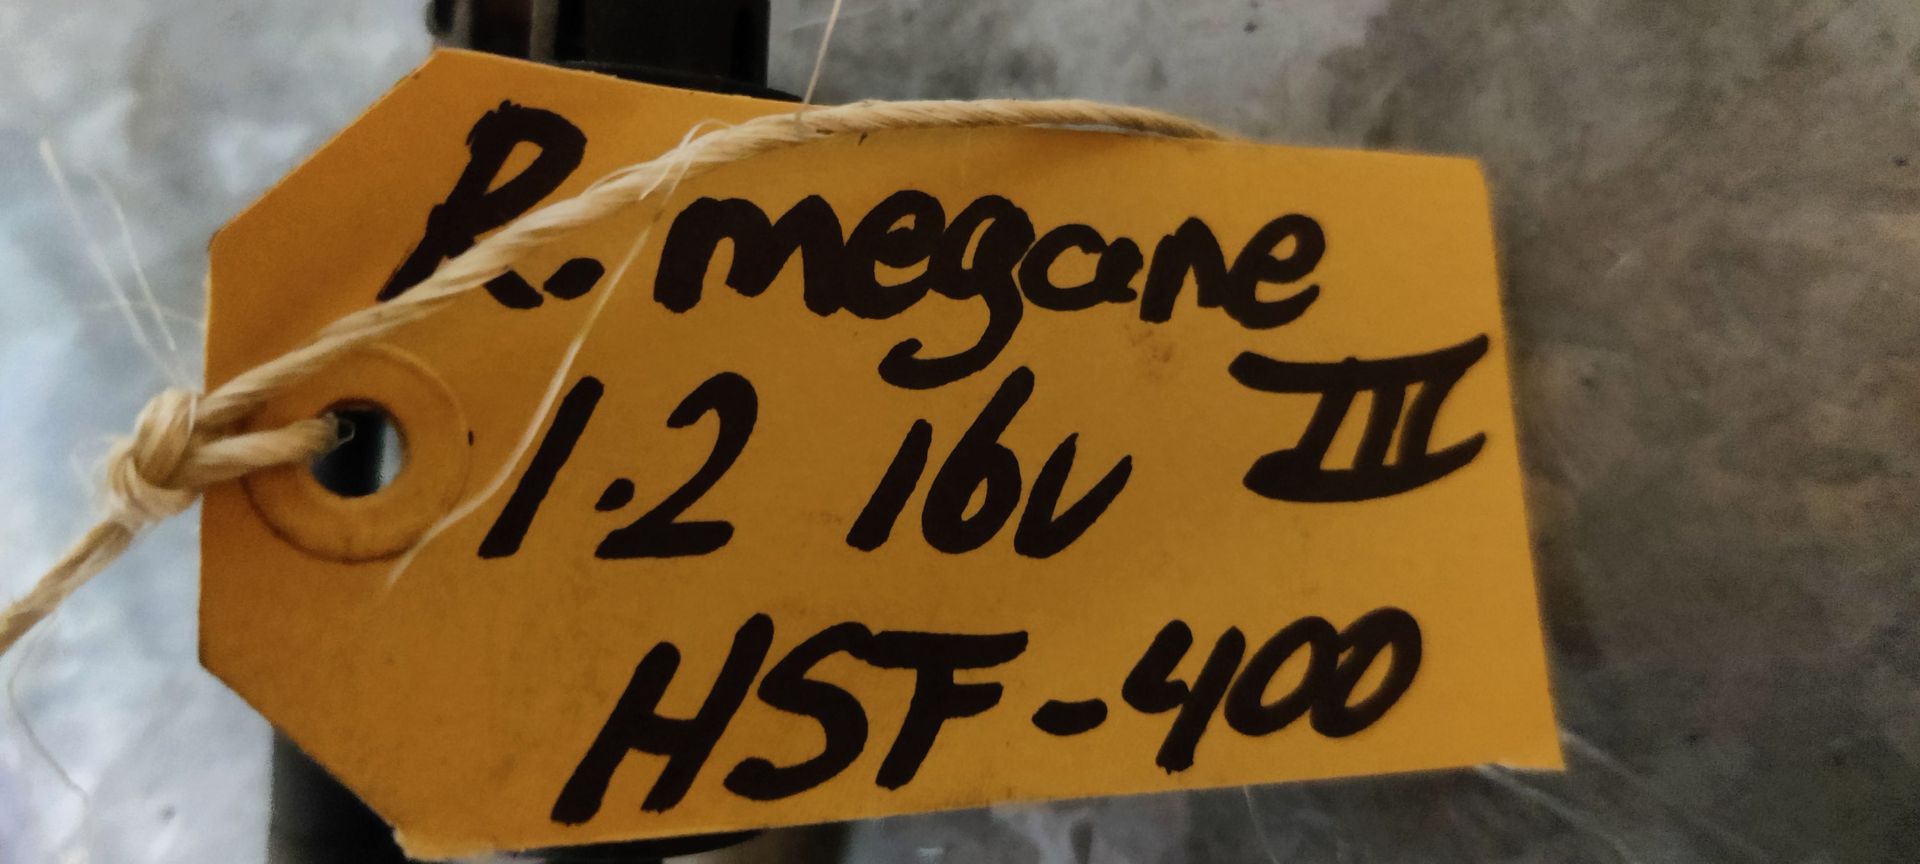 R. megane
1.2 16v III
HSF-400